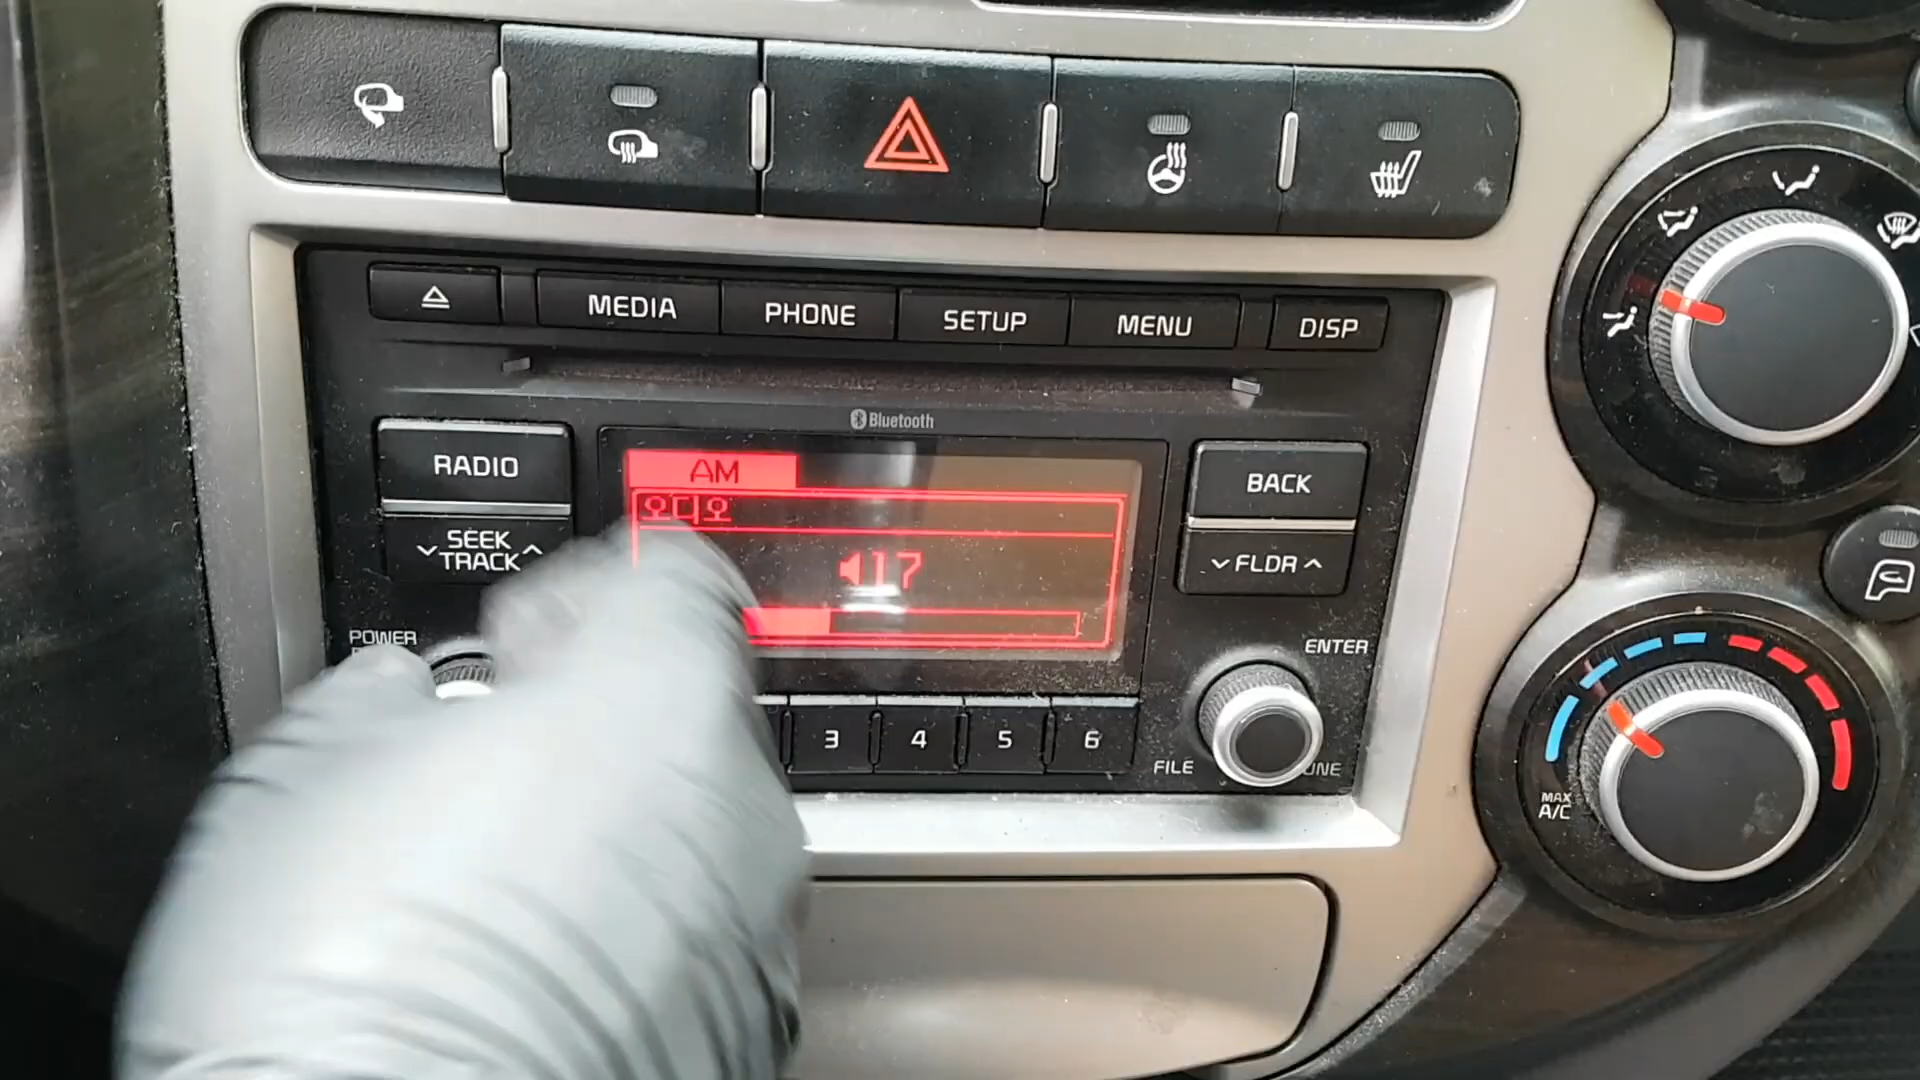 MEDIA
PHONE
SETUP
MENU
DISP
Bluetooth
RADIO
AM
BACK
오디오
SEEK
TRACK
17
FLDR
POWER
ENTER
3
4
5
6
FILE
MAX
A/C